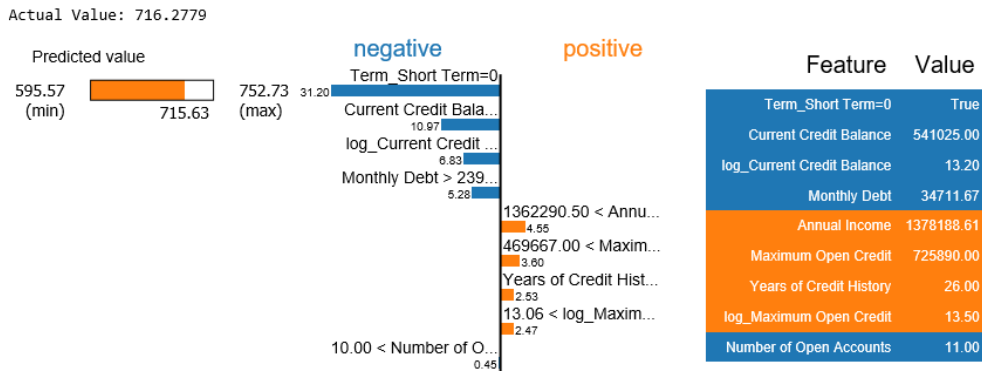 Actual Value: 716.2779
Predicted value
595.57
(min)
715.63
752.73
(max)
negative
positive
Term_Short Term=0
31.20
Current Credit Bala...
10.97
log_Current Credit ...
6.83
Monthly Debt > 239...
5.28
1362290.50 < Annu...
4.55
469667.00 < Maxim...
3.60
Years of Credit Hist...
2.53
13.06 < log_Maxim...
2.47
10.00 < Number of O...
0.45
Feature Value
Term_Short Term=0 True
Current Credit Balance 541025.00
log_Current Credit Balance 13.20
Monthly Debt 34711.67
Annual Income 1378188.61
Maximum Open Credit 725890.00
Years of Credit History 26.00
log_Maximum Open Credit 13.50
Number of Open Accounts 11.00